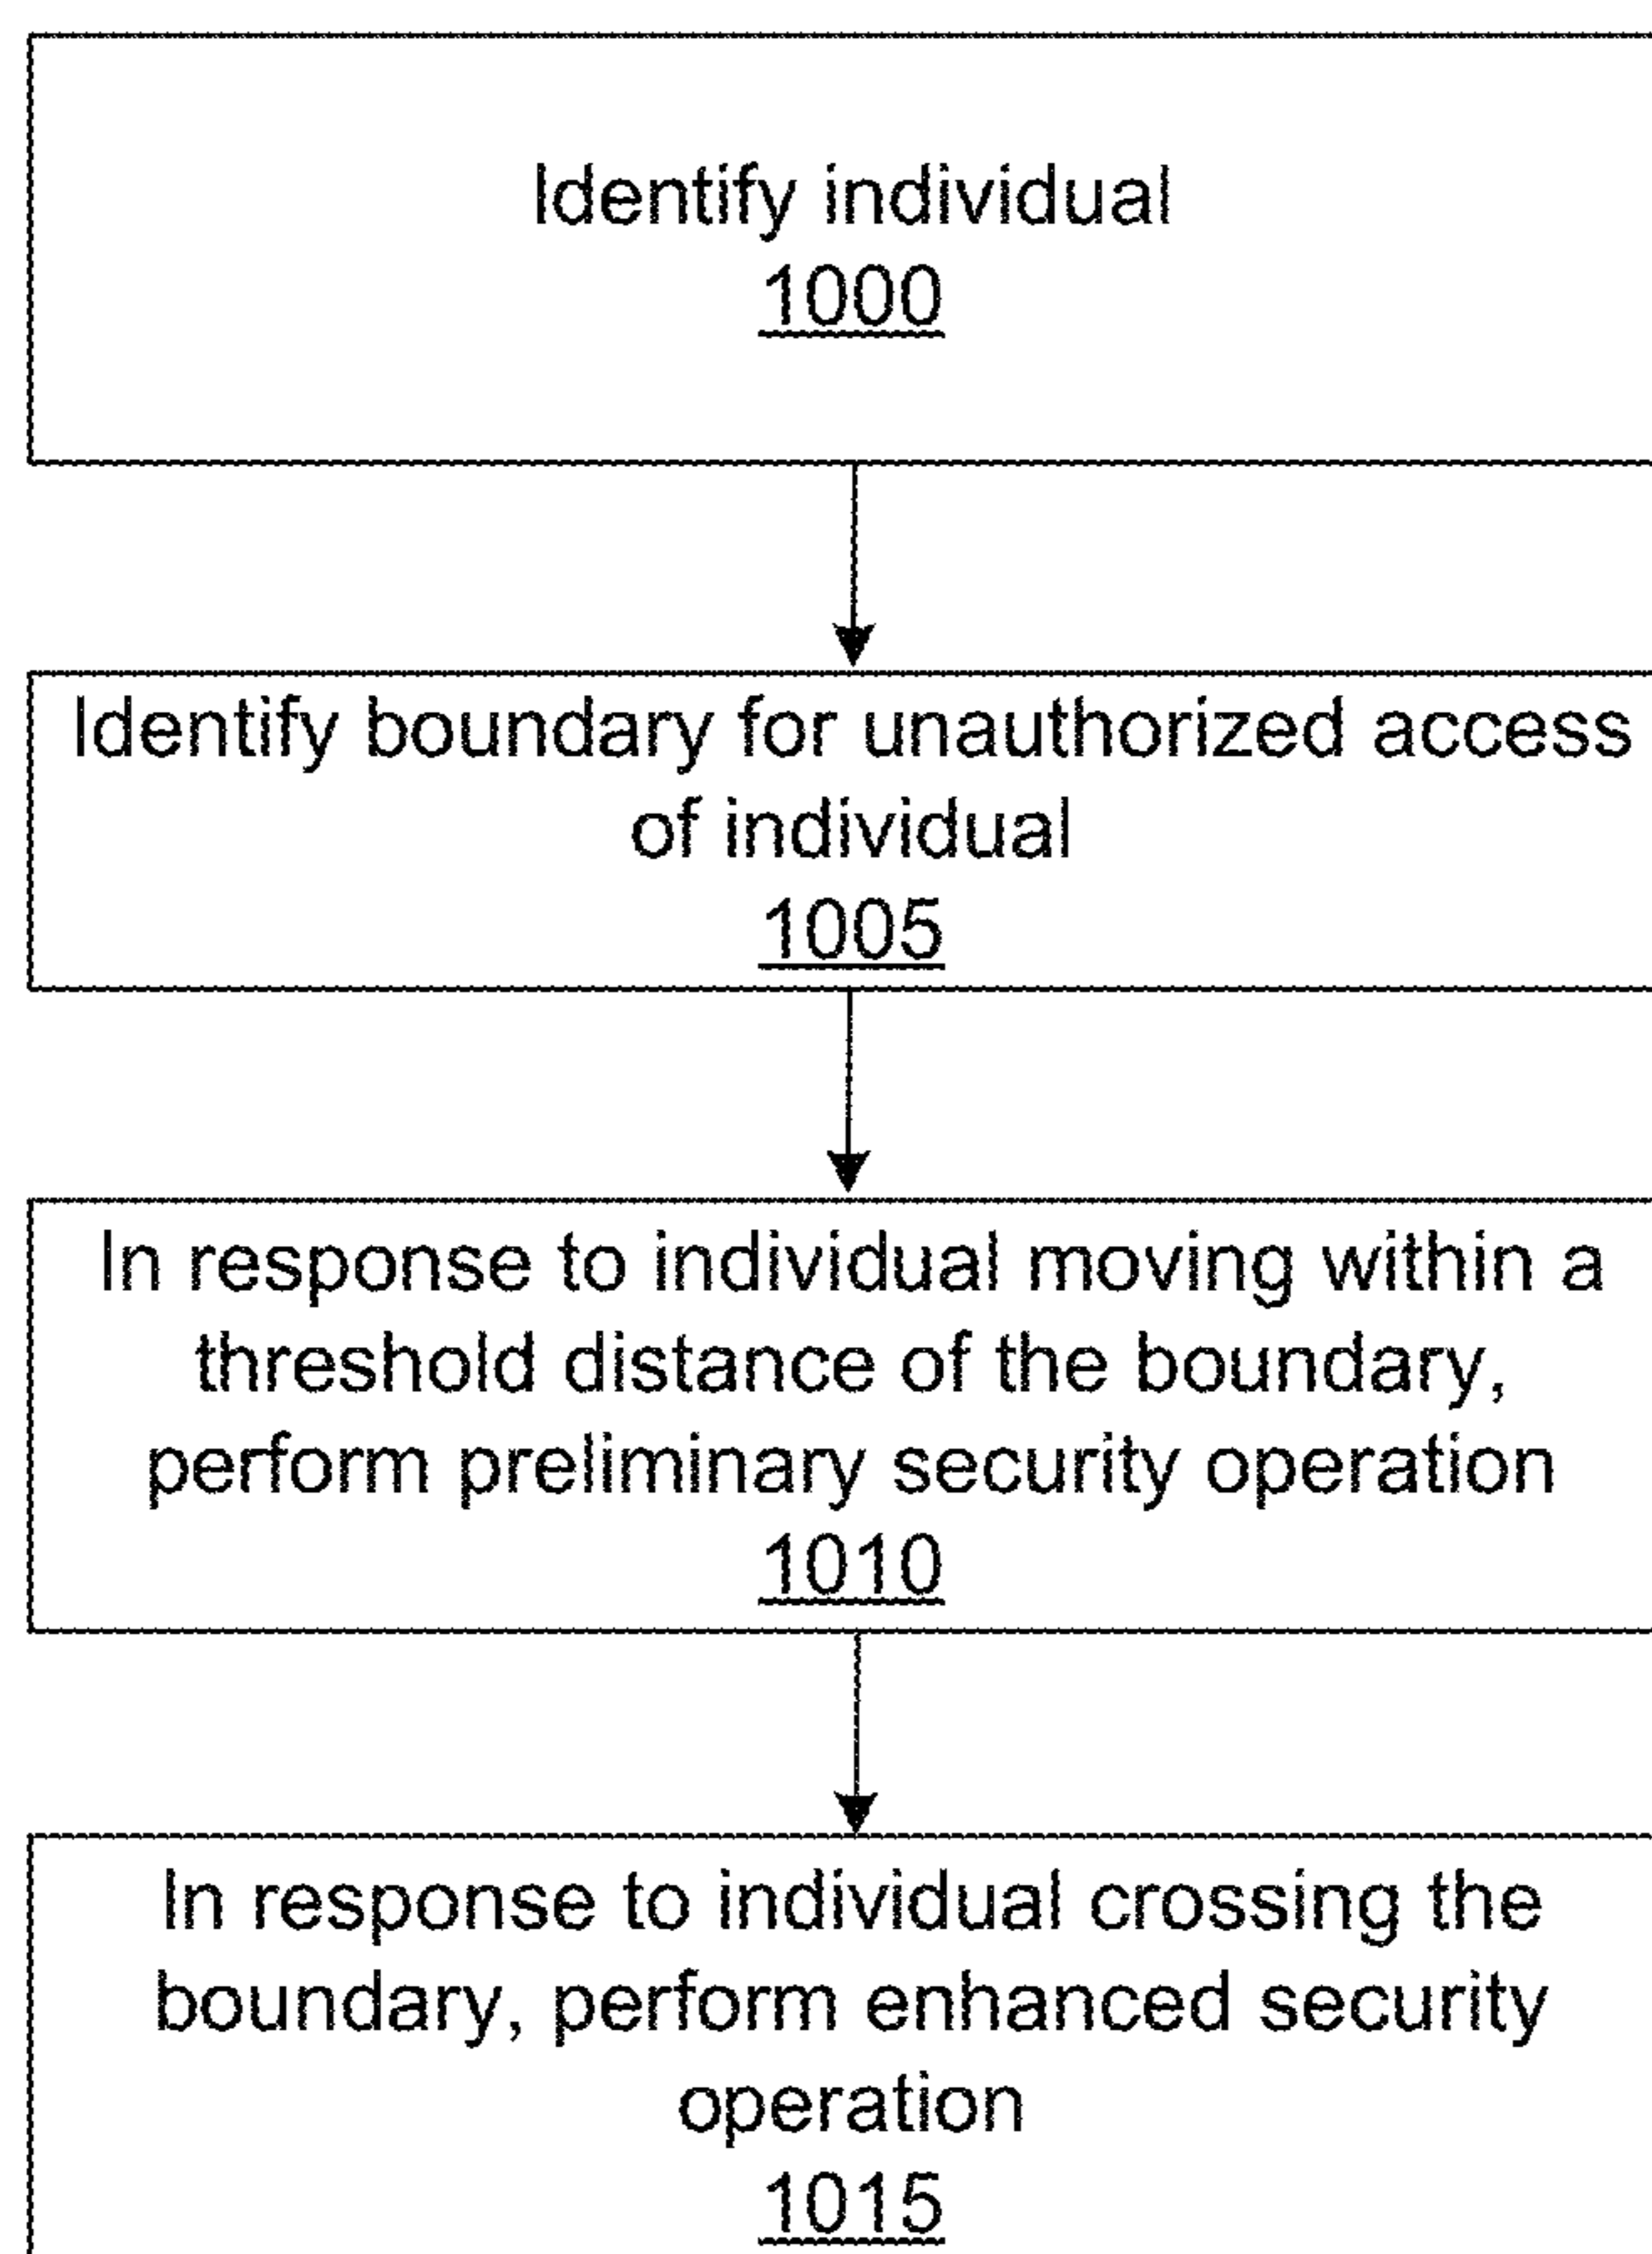 Identify individual
1000
Identify boundary for unauthorized access
of individual
1005
In response to individual moving within a
threshold distance of the boundary,
perform preliminary security operation
1010
In response to individual crossing the
boundary, perform enhanced security
operation
1015